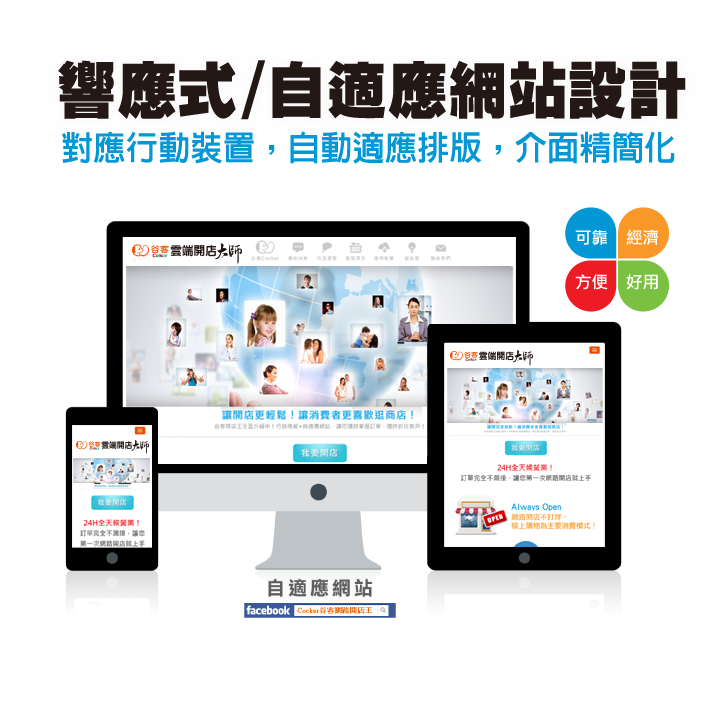 響應式/自適應網站設計
對應行動裝置，自動適應排版，介面精簡化
可靠 經濟
方便 好用
谷客 Cocker 雲端開店大師
讓開店更輕鬆！讓消費者更喜歡逛商店！
我要開店
谷客 Cocker 雲端開店大師
我要開店
24H全天候營業！
訂單完全不漏接，讓您第一次網路開店就上手
Always Open
網路開店不打烊，
線上購物為主要消費模式！
OPEN
谷客 Cocker 雲端開店大師
我要開店
24H全天候營業！
訂單完全不漏接，讓您
第一次網路開店就上手
自適應網站
facebook Cocker谷客網路開店王